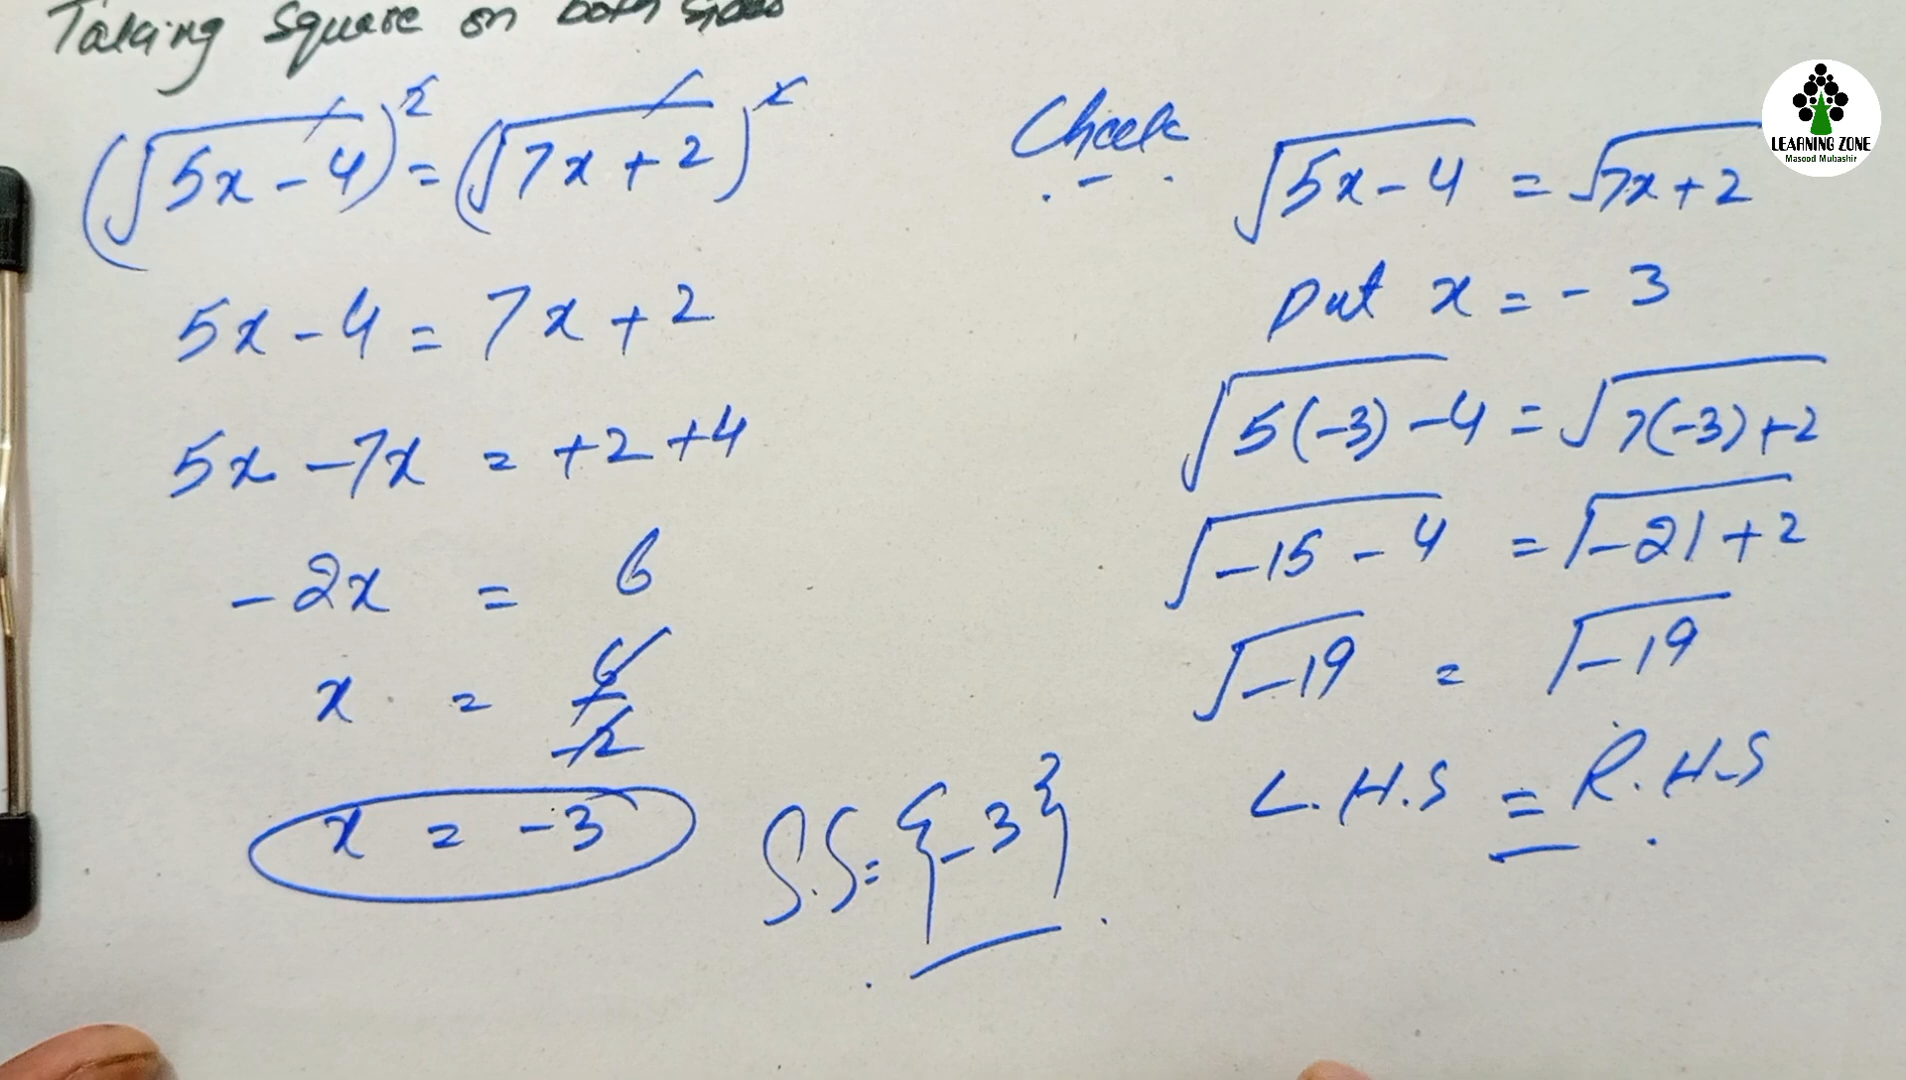 Taking square on both sides
(√5x - 4)² = (√7x + 2)²
5x - 4 = 7x + 2
5x - 7x = +2 +4
-2x = 6
x = 6/-2
x = -3
S.S = {-3}
Check
√5x - 4 = √7x + 2
put x = -3
√5(-3) - 4 = √7(-3) + 2
√-15 - 4 = √-21 + 2
√-19 = √-19
L.H.S = R.H.S
LEARNING ZONE
Masood Mubashir